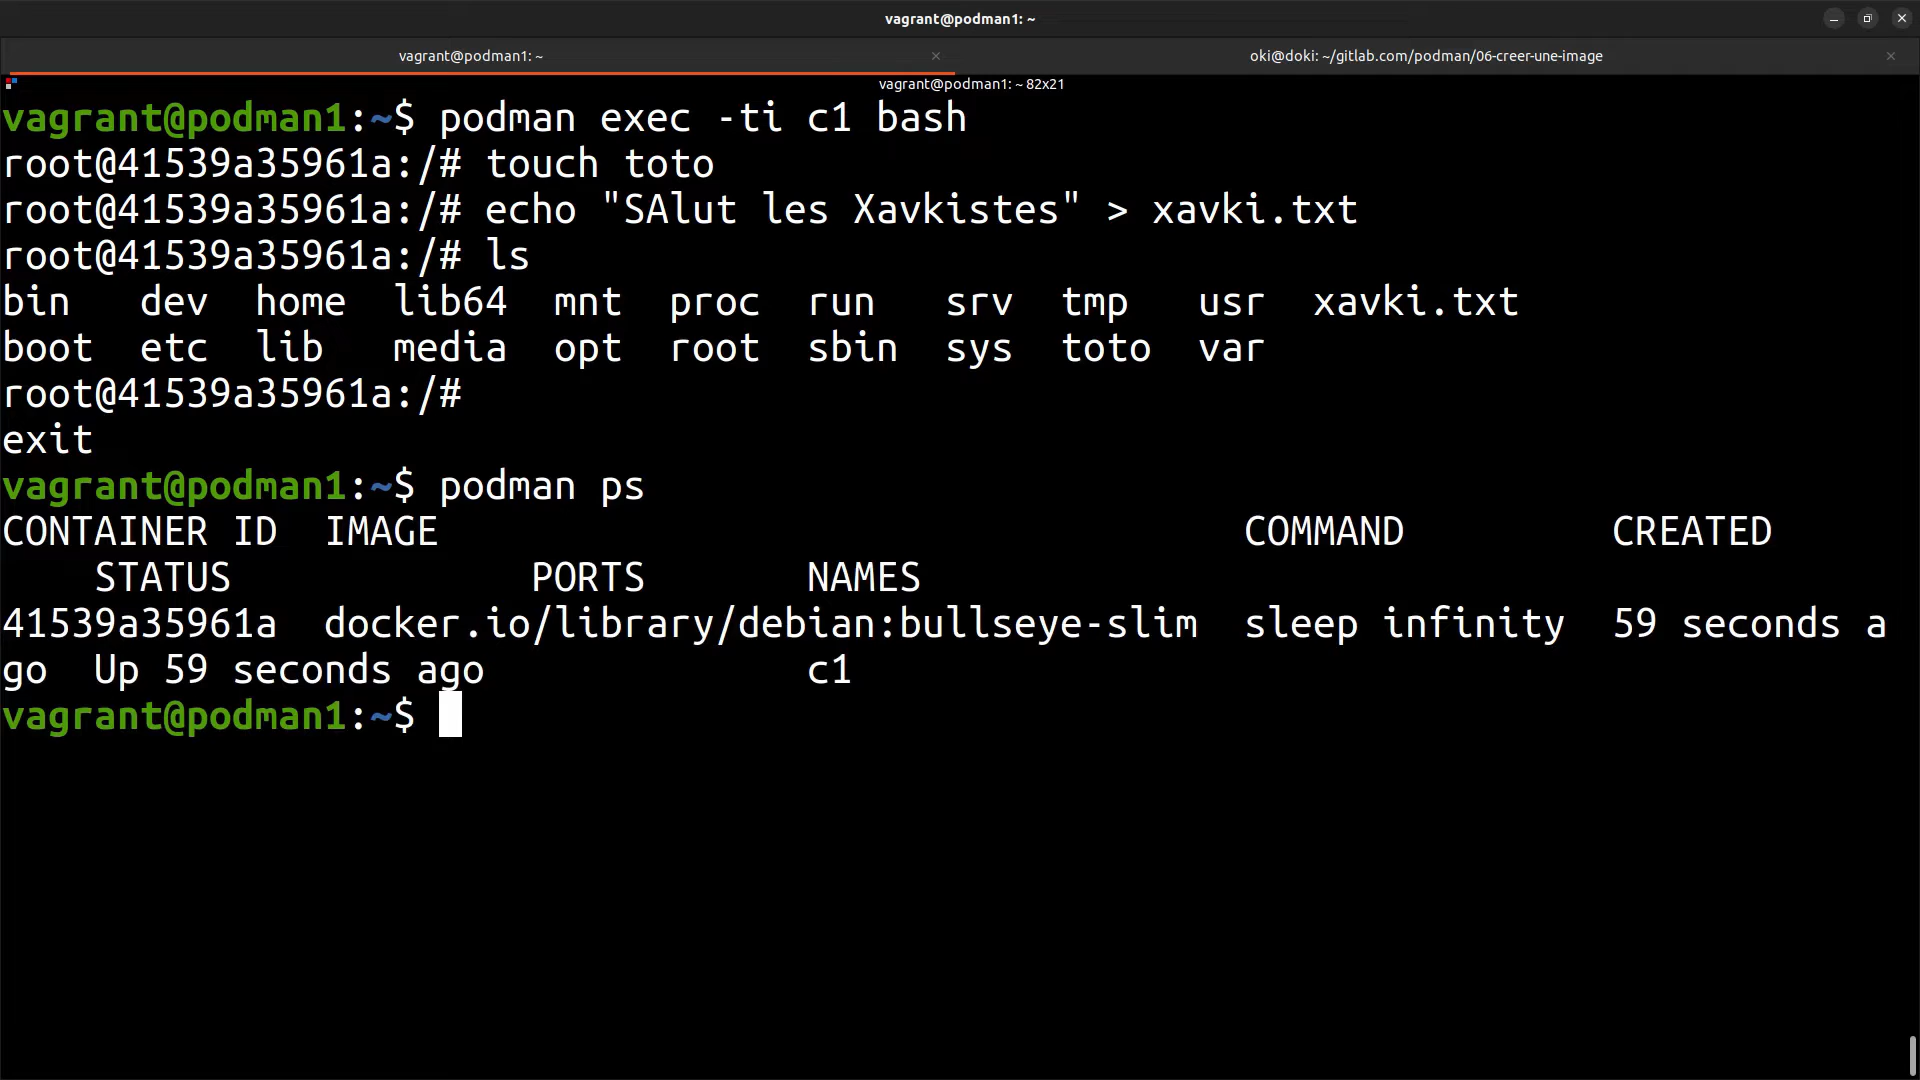 vagrant@podman1: ~
vagrant@podman1: ~
oki@doki: ~/gitlab.com/podman/06-creer-une-image
vagrant@podman1: ~ 82x21
vagrant@podman1:~$ podman exec -ti c1 bash
root@41539a35961a:/# touch toto
root@41539a35961a:/# echo "SAlut les Xavkistes" > xavki.txt
root@41539a35961a:/# ls
bin   dev  home  lib64  mnt  proc  run   srv  tmp   usr  xavki.txt
boot  etc  lib   media  opt  root  sbin  sys  toto  var
root@41539a35961a:/#
exit
vagrant@podman1:~$ podman ps
CONTAINER ID  IMAGE                                   COMMAND         CREATED
    STATUS             PORTS       NAMES
41539a35961a  docker.io/library/debian:bullseye-slim  sleep infinity  59 seconds a
go  Up 59 seconds ago              c1
vagrant@podman1:~$